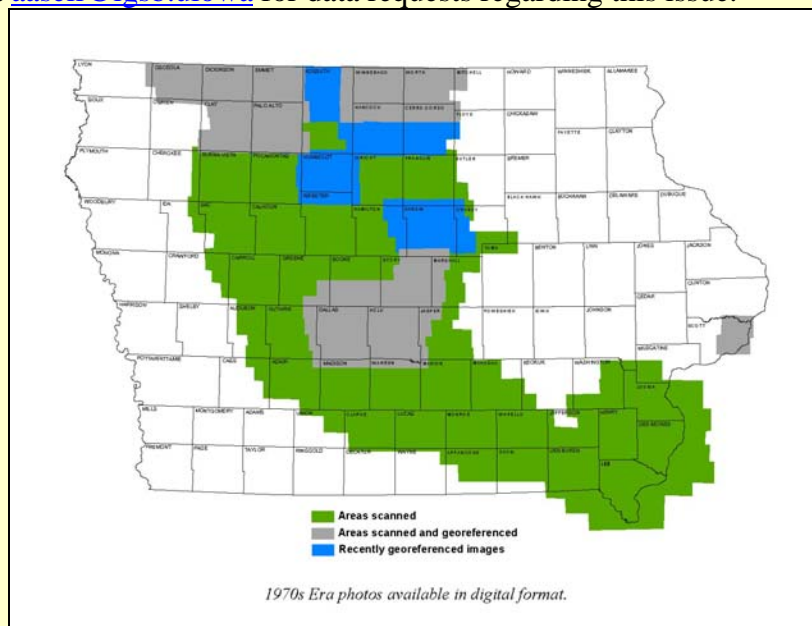 for data requests regarding this issue.
LYON OSCEOLA DICKINSON EMMET KOSSUTH WINNEBAGO WORTH MITCHELL HOWARD WINNESHIEK ALLAMAKEE
SIOUX O'BRIEN CLAY PALO ALTO HANCOCK CERRO GORDO FLOYD CHICKASAW
FAYETTE CLAYTON
PLYMOUTH CHEROKEE BUENA VISTA POCAHONTAS HUMBOLDT WRIGHT FRANKLIN BUTLER BREMER
WOODBURY IDA SAC CALHOUN WEBSTER HAMILTON HARDIN GRUNDY BLACK HAWK BUCHANAN DELAWARE DUBUQUE
MONONA CRAWFORD CARROLL GREENE BOONE STORY MARSHALL TAMA BENTON LINN JONES JACKSON
CLINTON
HARRISON SHELBY AUDUBON GUTHRIE DALLAS POLK JASPER POWESHIEK IOWA JOHNSON CEDAR
SCOTT
MUSCATINE
POTTAWATTAMIE CASS ADAIR MADISON WARREN MARION MAHASKA KEOKUK WASHINGTON
LOUISA
MILLS MONTGOMERY ADAMS UNION CLARKE LUCAS MONROE WAPELLO JEFFERSON HENRY DES MOINES
FREMONT PAGE TAYLOR RINGGOLD DECATUR WAYNE APPANOOSE DAVIS VAN BUREN LEE
Areas scanned
Areas scanned and georeferenced
Recently georeferenced images
1970s Era photos available in digital format.